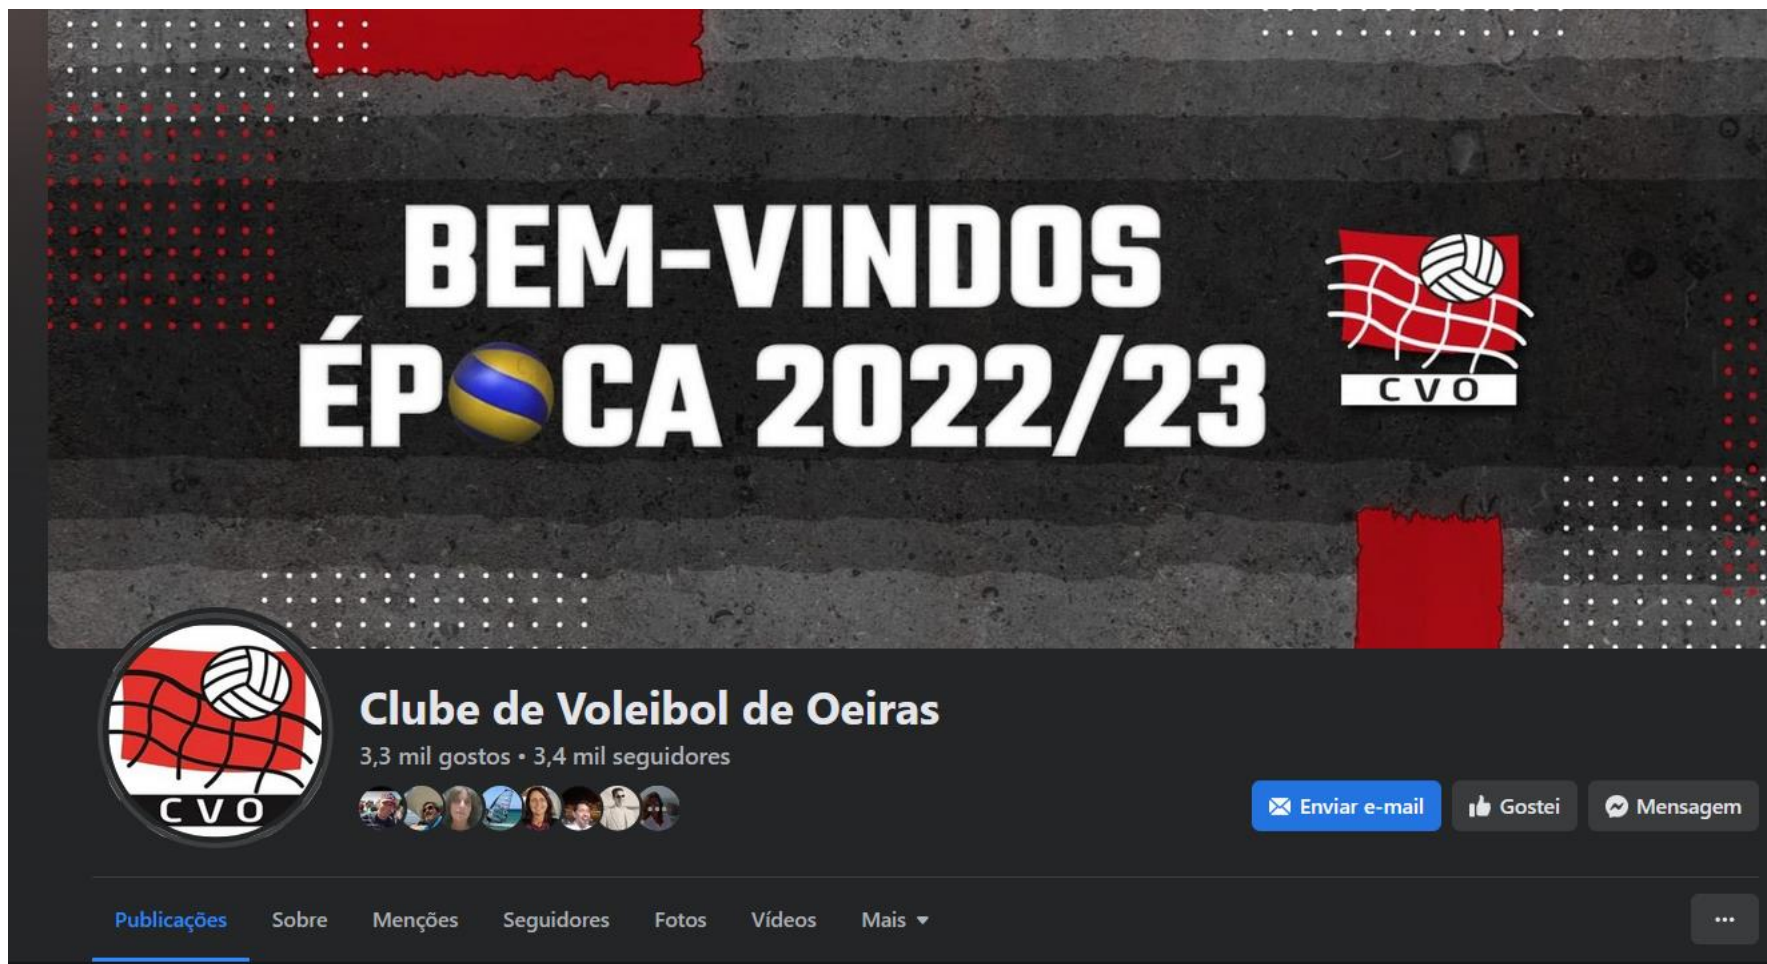 BEM-VINDOS
ÉPOCA 2022/23
CVO
Clube de Voleibol de Oeiras
3,3 mil gostos • 3,4 mil seguidores
CVO
Enviar e-mail
Gostei
Mensagem
Publicações
Sobre
Menções
Seguidores
Fotos
Vídeos
Mais